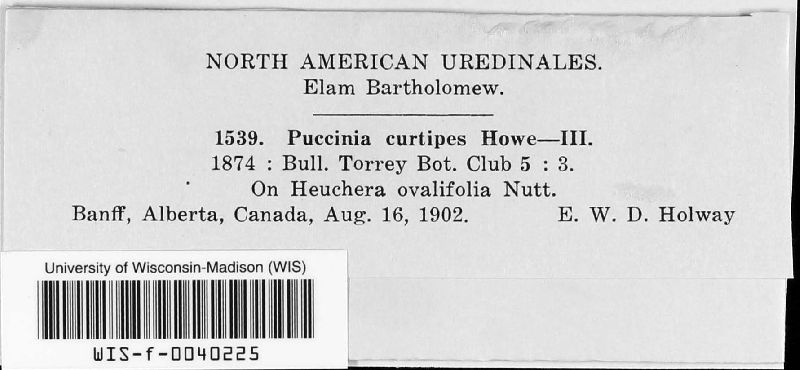 NORTH AMERICAN UREDINALES.
Elam Bartholomew.
1539. Puccinia curtipes Howe—III.
1874 : Bull. Torrey Bot. Club 5 : 3.
On Heuchera ovalifolia Nutt.
Banff, Alberta, Canada, Aug. 16, 1902. E. W. D. Holway
University of Wisconsin-Madison (WIS)
WIS-f-0040225